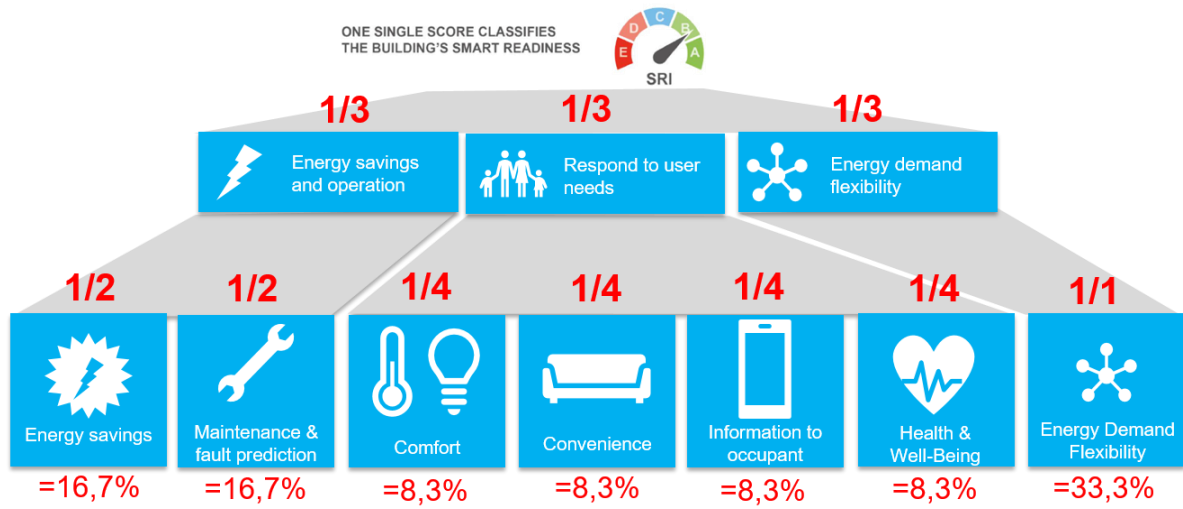 ONE SINGLE SCORE CLASSIFIES
THE BUILDING'S SMART READINESS
E D C B A
SRI
1/3 1/3 1/3
Energy savings
and operation
Respond to user
needs
Energy demand
flexibility
1/2 1/2 1/4 1/4 1/4 1/4 1/1
Energy savings
Maintenance &
fault prediction
Comfort
Convenience
Information to
occupant
Health &
Well-Being
Energy Demand
Flexibility
=16,7% =16,7% =8,3% =8,3% =8,3% =8,3% =33,3%